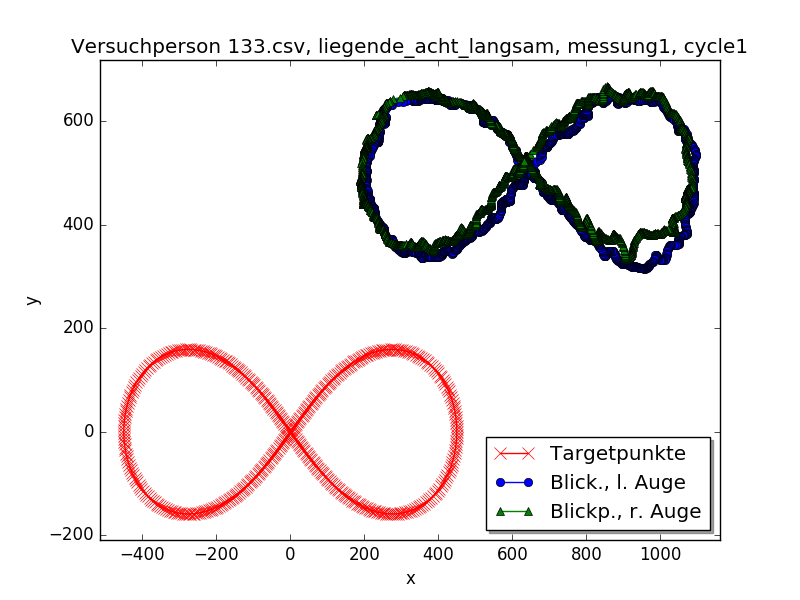 Versuchperson 133.csv, liegende_acht_langsam, messung1, cycle1
y
600
400
200
0
−200
−400
−200
0
200
400
600
800
1000
x
Targetpunkte
Blick., l. Auge
Blickp., r. Auge